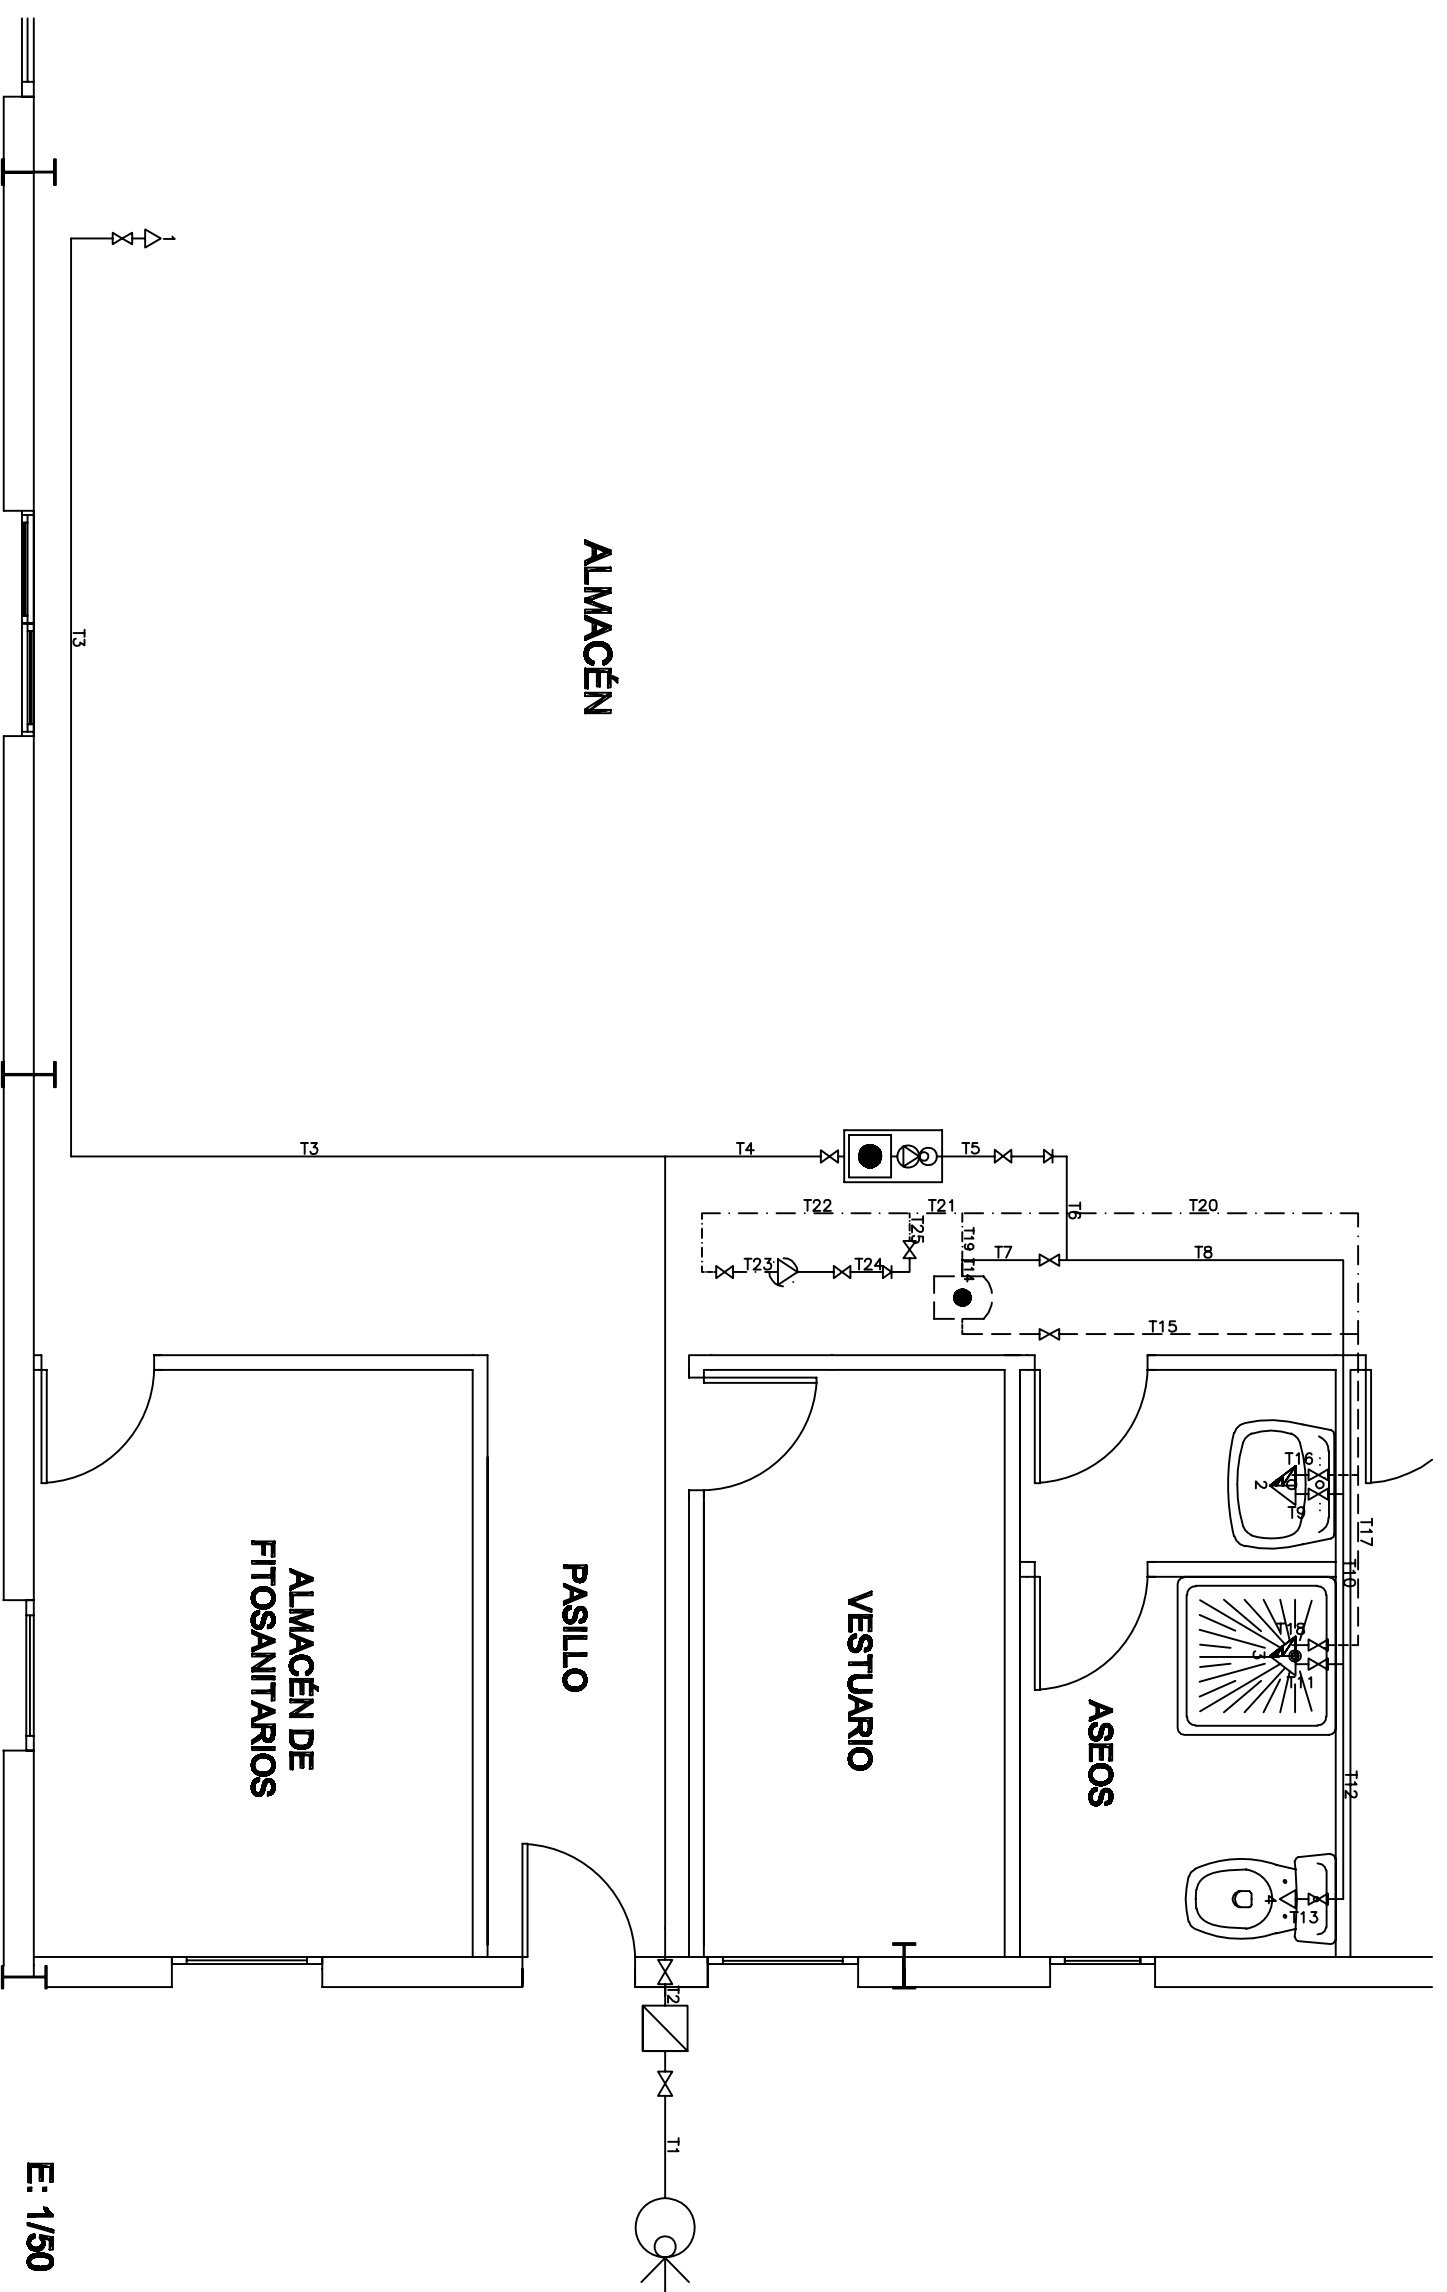 ALMACÉN
ALMACÉN DE
FITOSANITARIOS
PASILLO
VESTUARIO
ASEOS
E: 1/50
1
T3
T3
T4
T5
T6
T20
T22
T21
T25
T19
T7
T8
T14
T23
T24
T15
T16
2
T9
T17
T10
T18
3
T11
T12
4
T13
T2
T1